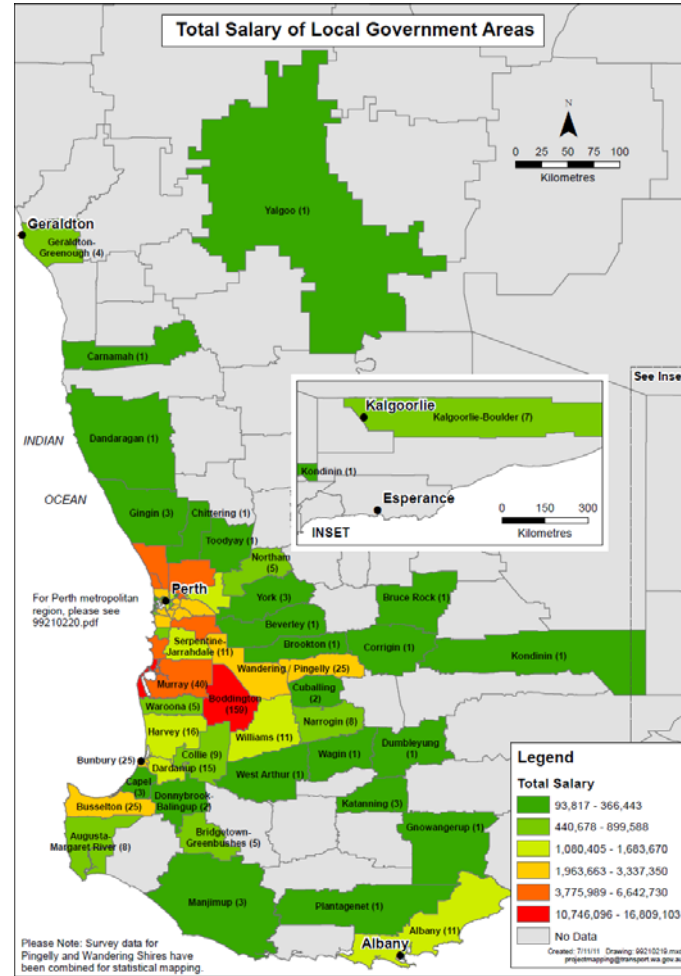 Total Salary of Local Government Areas
N
0 25 50 75 100
Kilometres
Yalgoo (1)
Geraldton
Geraldton-
Greenough (4)
Carnamah (1)
See Inse
Kalgoorlie
Kalgoorlie-Boulder (7)
Kondinin (1)
Esperance
0 150 300
Kilometres
INSET
INDIAN
OCEAN
Dandaragan (1)
Gingin (3)
Chittering (1)
Toodyay (1)
Northam
(5)
Perth
For Perth metropolitan
region, please see
99210220.pdf
York (3)
Bruce Rock (1)
Beverley (1)
Serpentine-
Jarrahdale (11)
Brookton (1)
Corrigin (1)
Kondinin (1)
Wandering / Pingelly (25)
Murray (40)
Cuballing
(2)
Boddington
(159)
Waroona (5)
Narrogin (8)
Harvey (16)
Williams (11)
Dumbleyung
(1)
Bunbury (25)
Collie (9)
Wagin (1)
Dardanup (15)
West Arthur (1)
Capel
(3)
Donnybrook-
Balingup (2)
Katanning (3)
Busselton (25)
Gnowangerup (1)
Bridgetown-
Greenbushes (5)
Augusta-
Margaret River (8)
Manjimup (3)
Plantagenet (1)
Albany (11)
Albany
Legend
Total Salary
93,817 - 366,443
440,678 - 899,588
1,080,405 - 1,683,670
1,963,663 - 3,337,350
3,775,989 - 6,642,730
10,746,096 - 16,809,103
No Data
Please Note: Survey data for
Pingelly and Wandering Shires have
been combined for statistical mapping.
Created: 7/11/11 Drawing: 99210219.mxd
projectmapping@transport.wa.gov.au